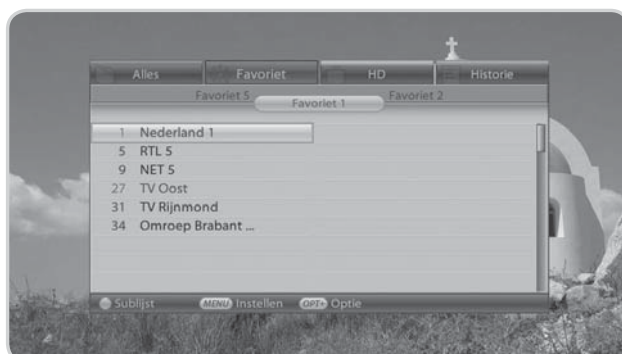 Alles Favoriet HD Historie
Favoriet 5 Favoriet 1 Favoriet 2
1 Nederland 1
5 RTL 5
9 NET 5
27 TV Oost
31 TV Rijnmond
34 Omroep Brabant ...
Sublijst MENU Instellen OPT+ Optie